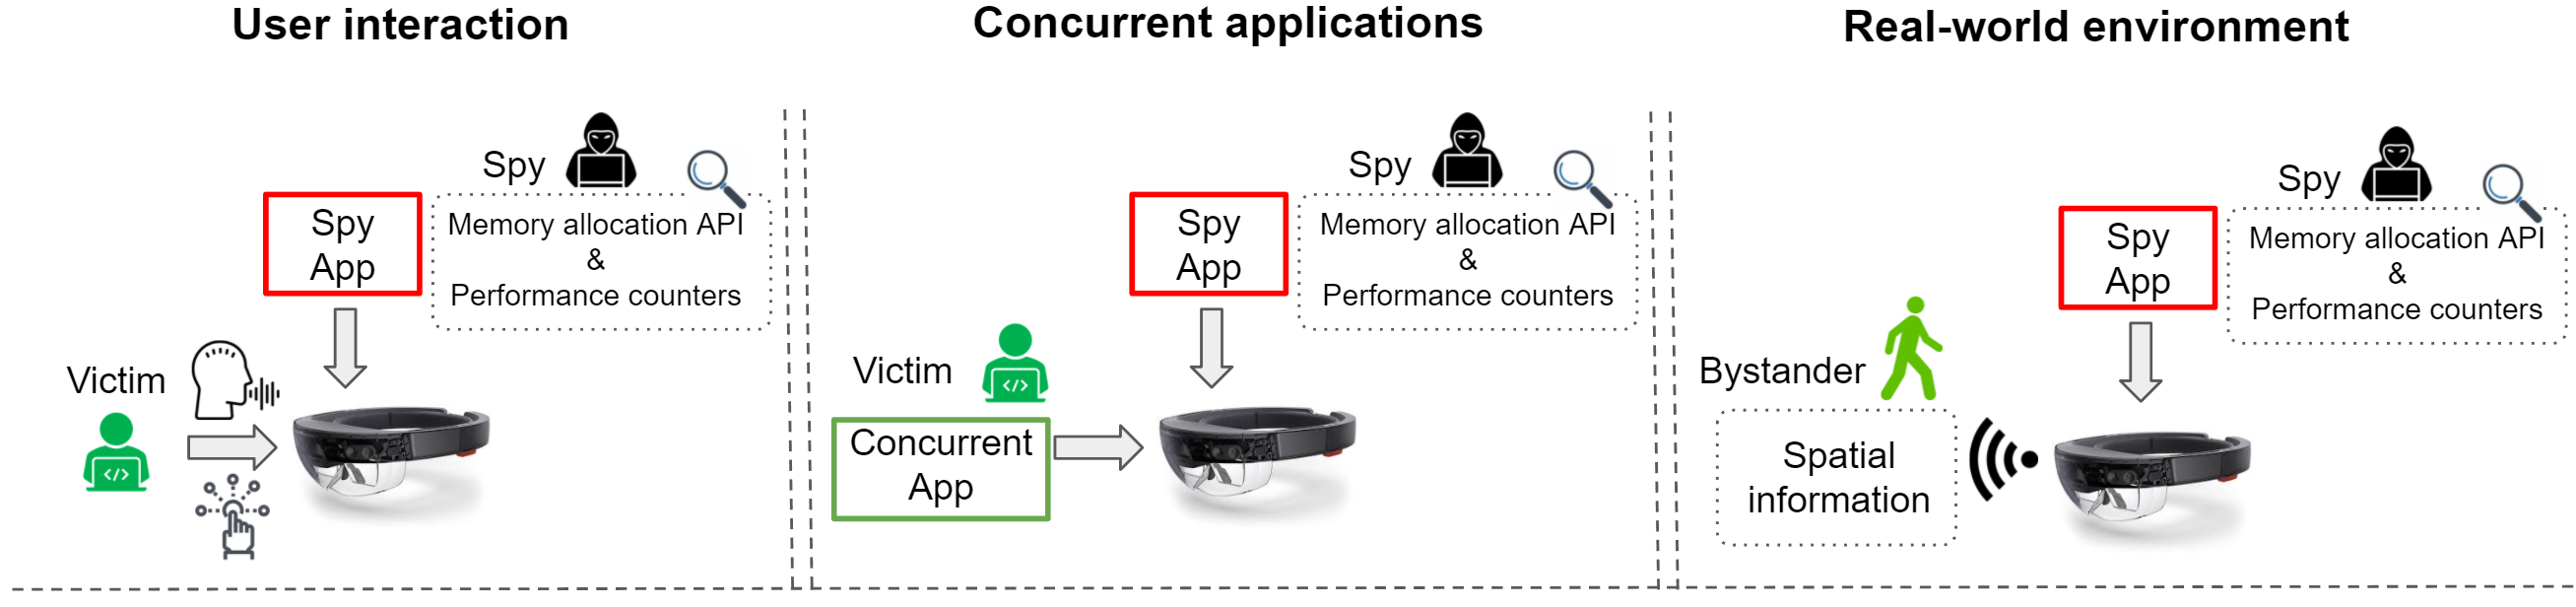 User interaction
Spy
Spy
App
Memory allocation API
&
Performance counters
Victim
</>
Concurrent applications
Spy
Spy
App
Memory allocation API
&
Performance counters
Victim
</>
Concurrent
App
Real-world environment
Spy
Spy
App
Memory allocation API
&
Performance counters
Bystander
Spatial
information